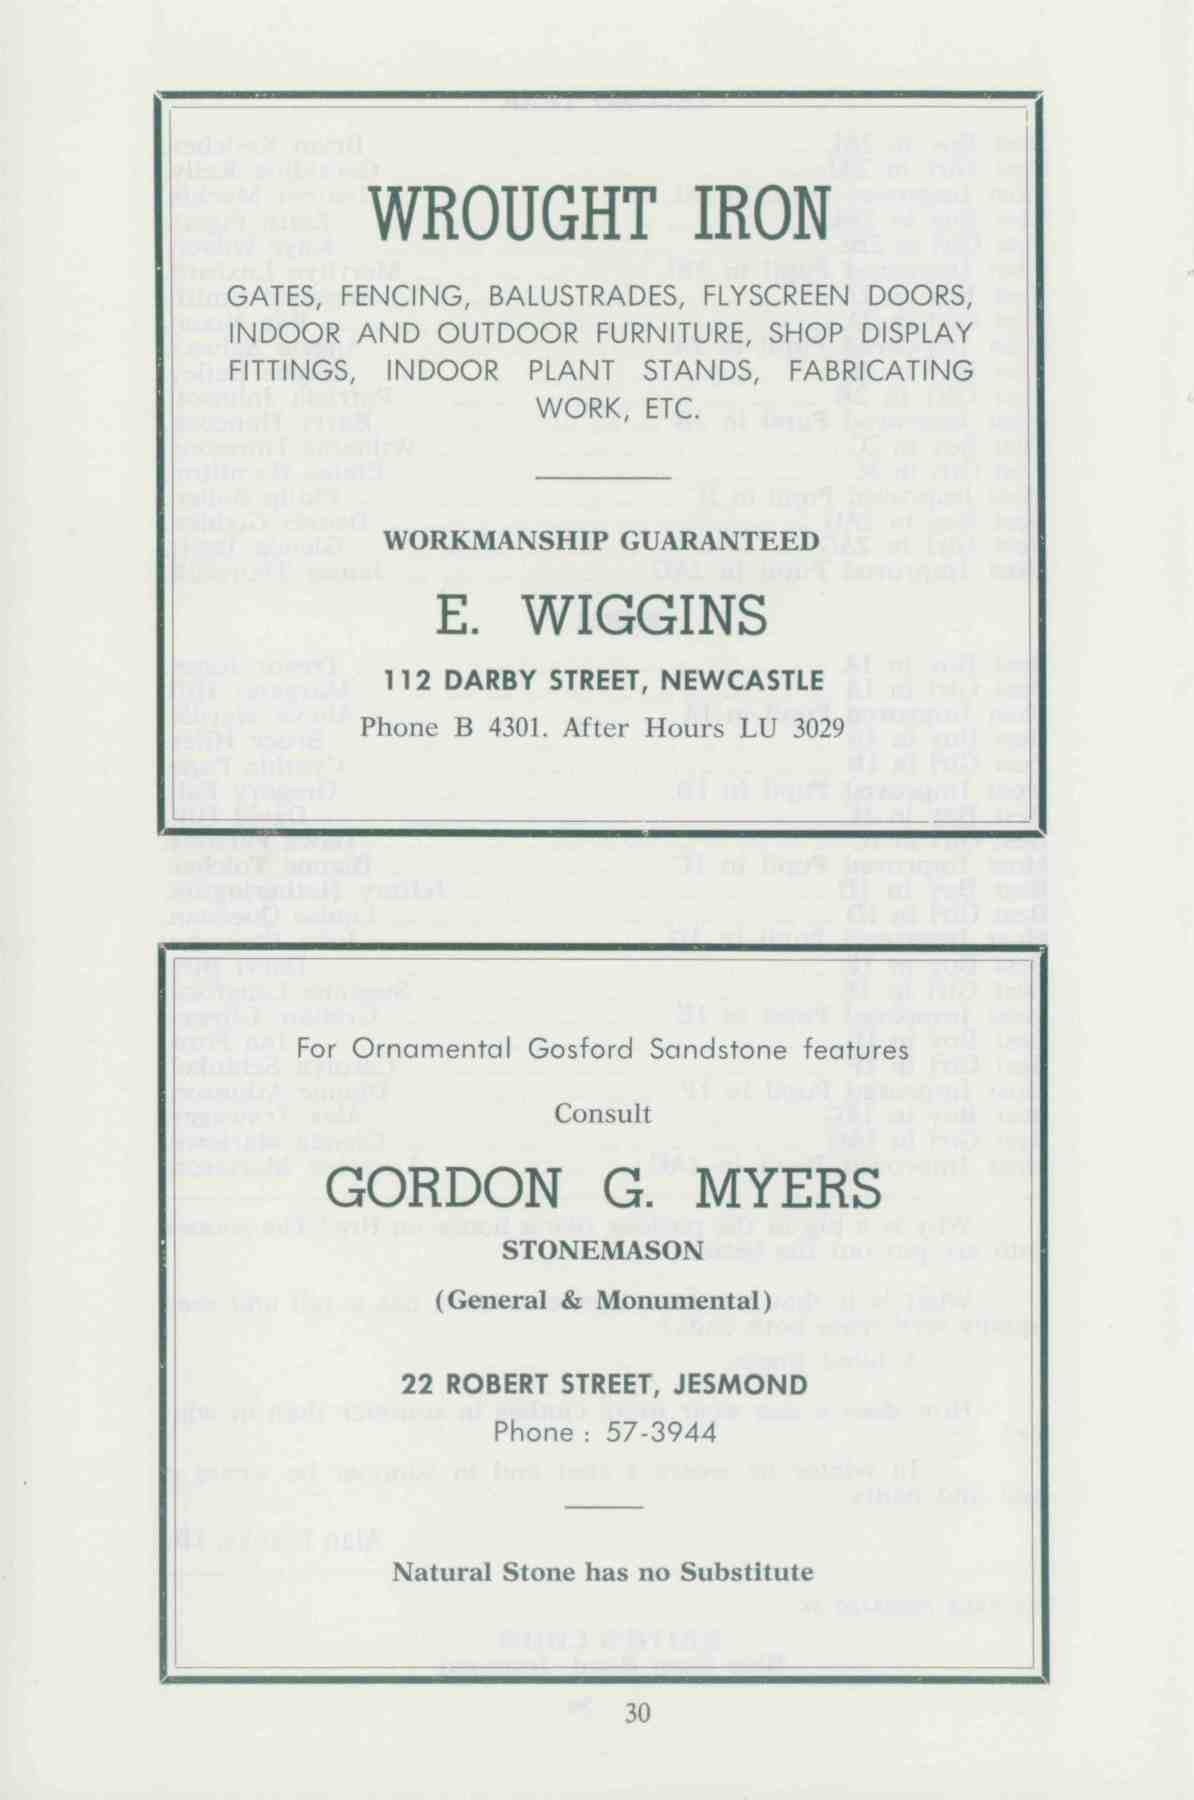 WROUGHT IRON
GATES, FENCING, BALUSTRADES, FLYSCREEN DOORS,
INDOOR AND OUTDOOR FURNITURE, SHOP DISPLAY
FITTINGS, INDOOR PLANT STANDS, FABRICATING
WORK, ETC.
WORKMANSHIP GUARANTEED
E. WIGGINS
112 DARBY STREET, NEWCASTLE
Phone B 4301. After Hours LU 3029
For Ornamental Gosford Sandstone features
Consult
GORDON G. MYERS
STONEMASON
(General & Monumental)
22 ROBERT STREET, JESMOND
Phone : 57-3944
Natural Stone has no Substitute
30